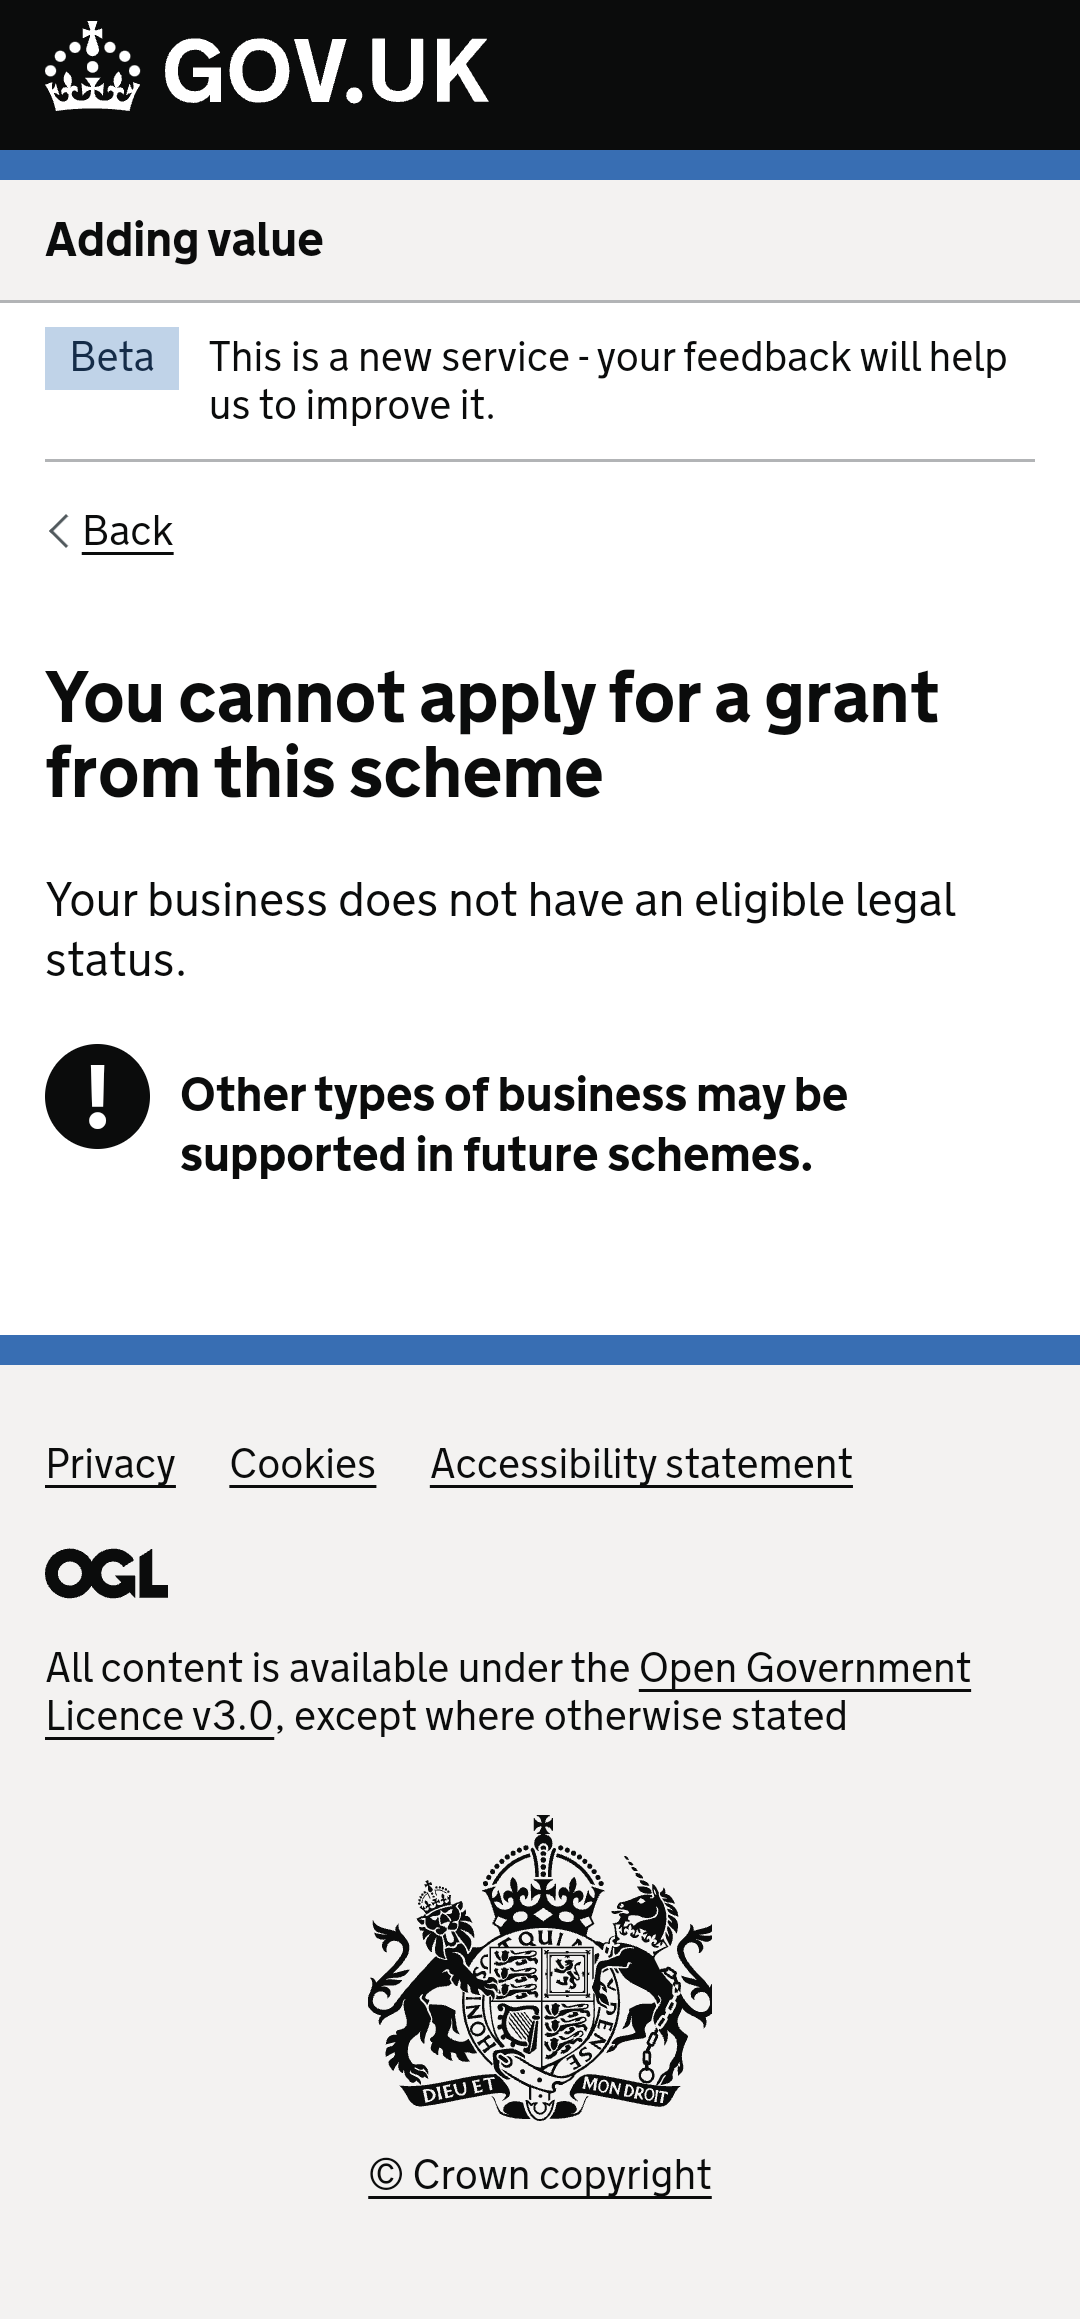 GOV.UK
Adding value
Beta
This is a new service - your feedback will help
us to improve it.
Back
You cannot apply for a grant
from this scheme
Your business does not have an eligible legal
status.
!
Other types of business may be
supported in future schemes.
Privacy Cookies Accessibility statement
OGL
All content is available under the Open Government
Licence v3.0, except where otherwise stated
QUI
HONI
PENSE
DIEU ET MON DROIT
© Crown copyright